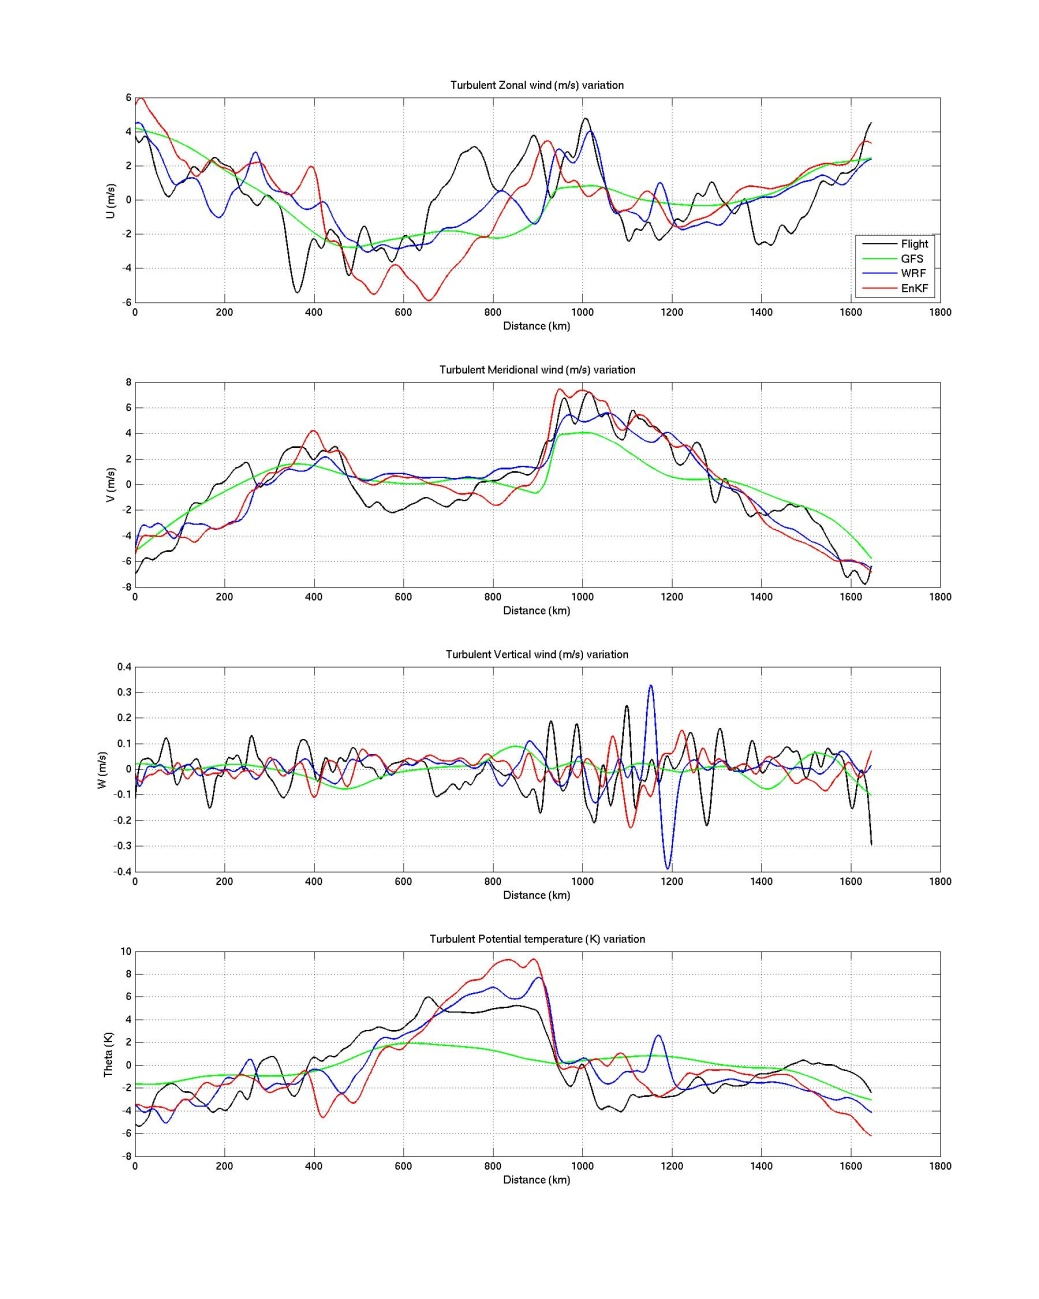 Turbulent Zonal wind (m/s) variation
6
4
2
0
-2
-4
-6
U (m/s)
Flight
GFS
WRF
EnKF
0 200 400 600 800 1000 1200 1400 1600 1800
Distance (km)
Turbulent Meridional wind (m/s) variation
8
6
4
2
0
-2
-4
-6
-8
V (m/s)
0 200 400 600 800 1000 1200 1400 1600 1800
Distance (km)
Turbulent Vertical wind (m/s) variation
0.4
0.3
0.2
0.1
0
-0.1
-0.2
-0.3
-0.4
W (m/s)
0 200 400 600 800 1000 1200 1400 1600 1800
Distance (km)
Turbulent Potential temperature (K) variation
10
8
6
4
2
0
-2
-4
-6
-8
Theta (K)
0 200 400 600 800 1000 1200 1400 1600 1800
Distance (km)